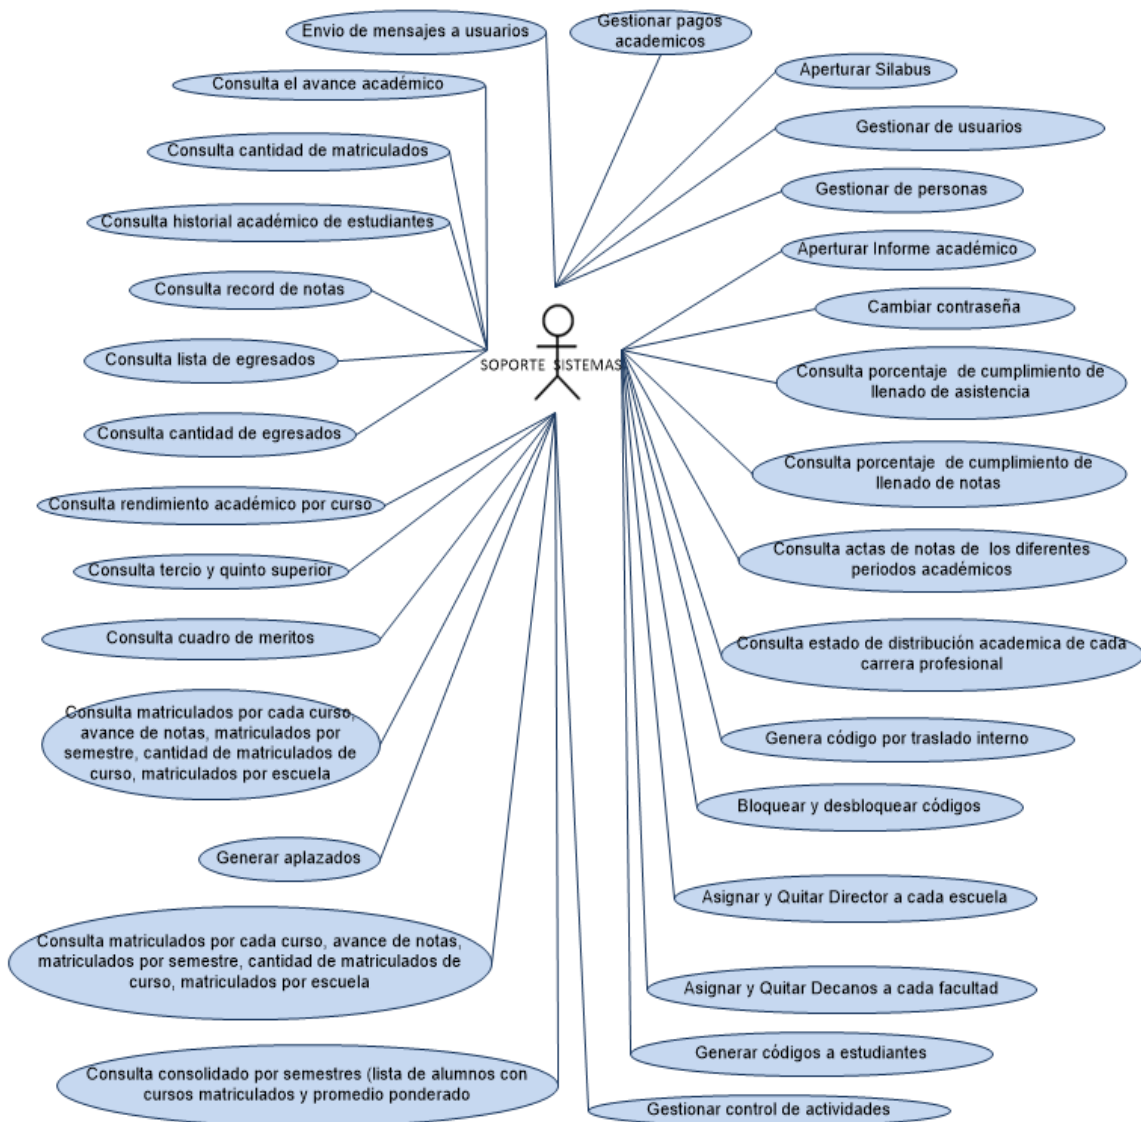 Envio de mensajes a usuarios
Gestionar pagos
academicos
Consulta el avance académico
Aperturar Silabus
Consulta cantidad de matriculados
Gestionar de usuarios
Consulta historial académico de estudiantes
Gestionar de personas
Aperturar Informe académico
Consulta record de notas
Cambiar contraseña
Consulta lista de egresados
SOPORTE SISTEMAS
Consulta porcentaje de cumplimiento de
llenado de asistencia
Consulta cantidad de egresados
Consulta porcentaje de cumplimiento de
llenado de notas
Consulta rendimiento académico por curso
Consulta actas de notas de los diferentes
periodos académicos
Consulta tercio y quinto superior
Consulta cuadro de meritos
Consulta estado de distribución academica de cada
carrera profesional
Consulta matriculados por cada curso,
avance de notas, matriculados por
semestre, cantidad de matriculados de
curso, matriculados por escuela
Genera código por traslado interno
Bloquear y desbloquear códigos
Generar aplazados
Asignar y Quitar Director a cada escuela
Consulta matriculados por cada curso, avance de notas,
matriculados por semestre, cantidad de matriculados de
curso, matriculados por escuela
Asignar y Quitar Decanos a cada facultad
Generar códigos a estudiantes
Consulta consolidado por semestres (lista de alumnos con
cursos matriculados y promedio ponderado
Gestionar control de actividades